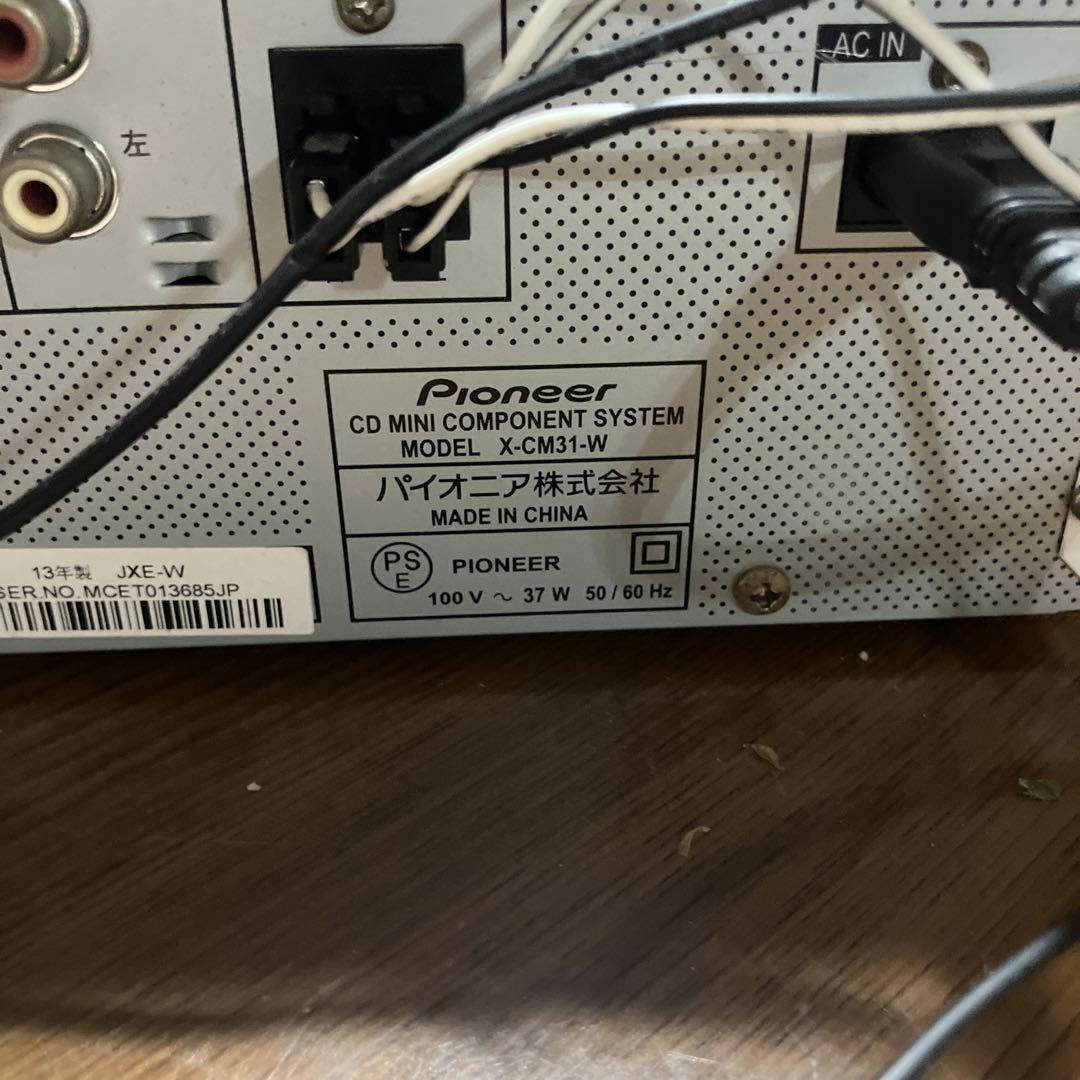 左
AC IN
Pioneer
CD MINI COMPONENT SYSTEM
MODEL X-CM31-W
パイオニア株式会社
MADE IN CHINA
PS
E
PIONEER
100 V ～ 37 W 50 / 60 Hz
13年製 JXE-W
SER.NO. MCET013685JP